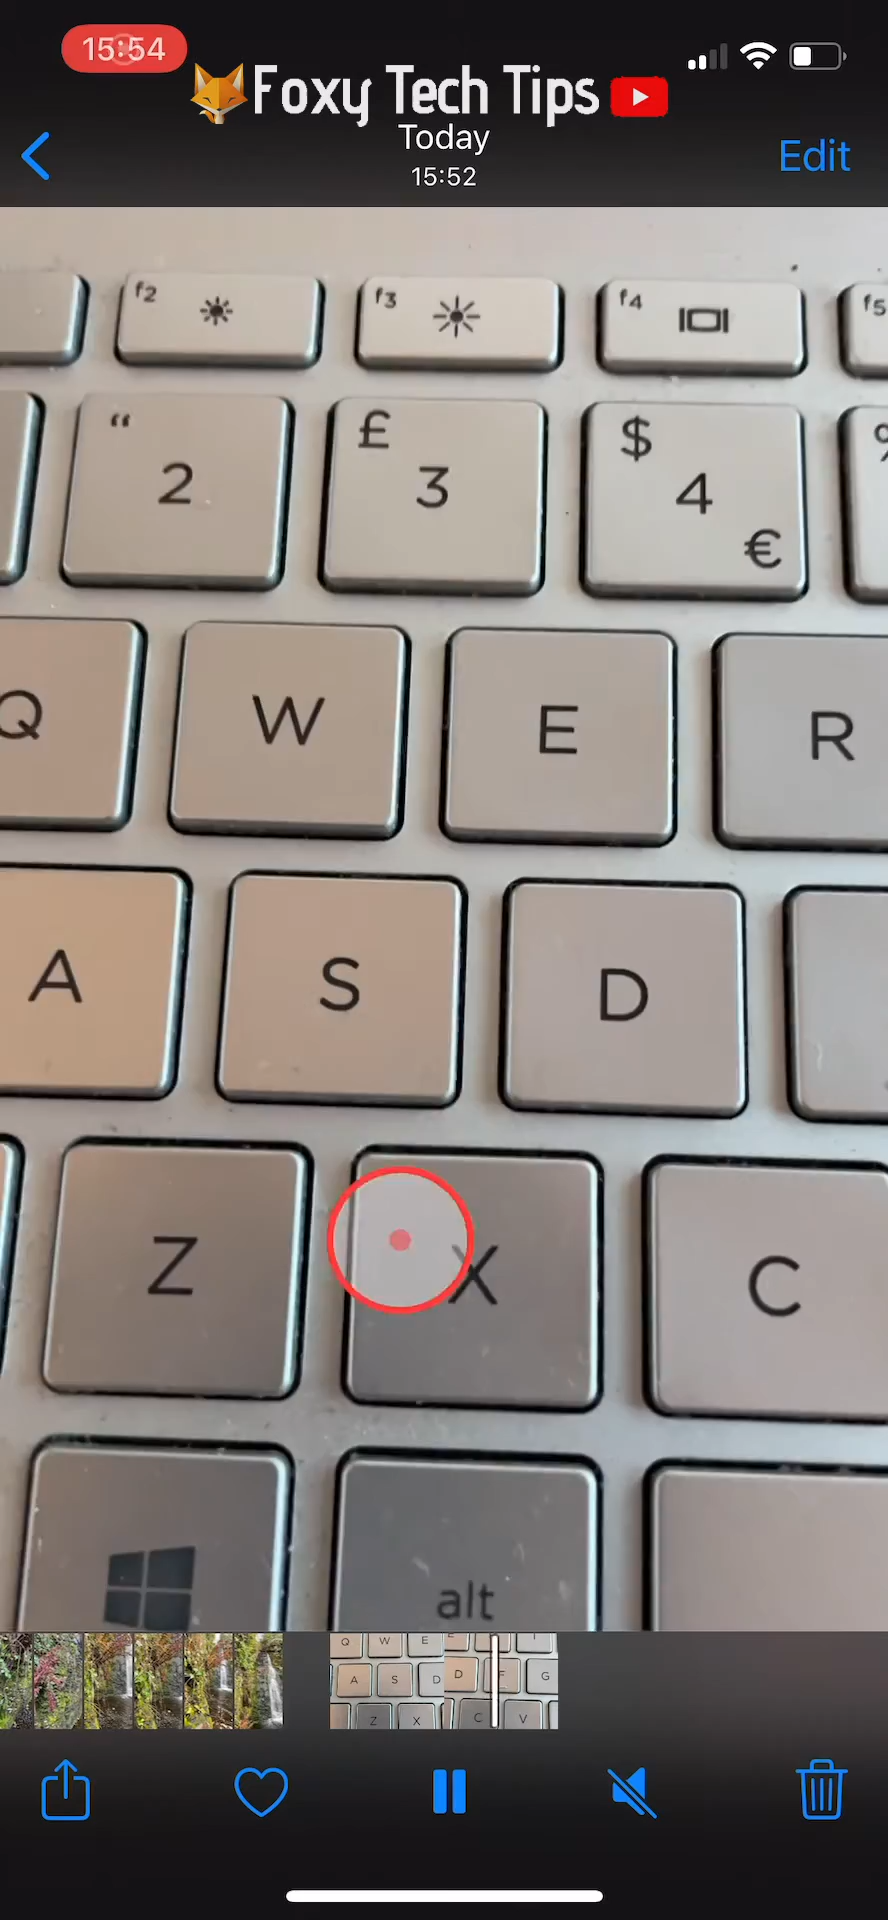 15:54
Foxy Tech Tips
Today
15:52
Edit
f2 f3 f4 f5
“ £ $ %
2 3 4 €
Q W E R
A S D
Z X C
alt
Q W E E
A S D D F G
Z X C V